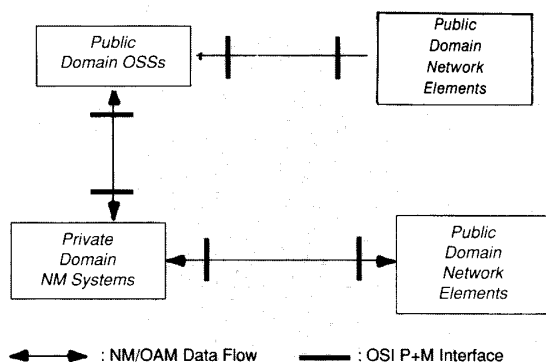 Public
Domain OSSs
Public
Domain
Network
Elements
Private
Domain
NM Systems
Public
Domain
Network
Elements
: NM/OAM Data Flow
: OSI P+M Interface